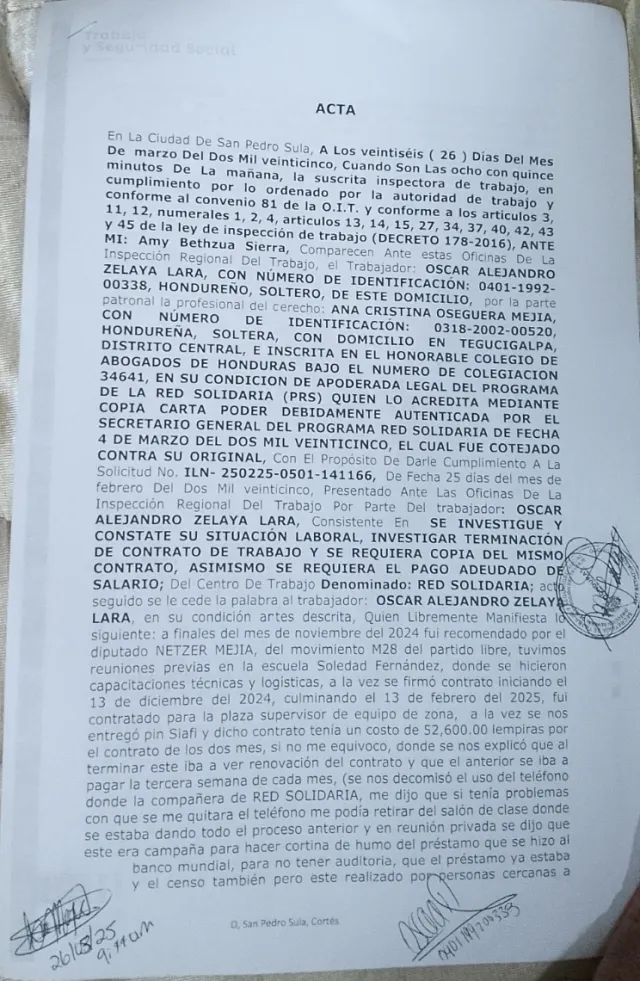 Trabajo
y Seguridad Social
ACTA
En La Ciudad De San Pedro Sula, A Los veintiséis ( 26 ) Días Del Mes
De marzo Del Dos Mil veinticinco, Cuando Son Las ocho con quince
minutos De La mañana, la suscrita inspectora de trabajo, en
cumplimiento por lo ordenado por la autoridad de trabajo y
conforme al convenio 81 de la O.I.T. y conforme a los articulos 3,
11, 12, numerales 1, 2, 4, articulos 13, 14, 15, 27, 34, 37, 40, 42, 43
y 45 de la ley de inspección de trabajo (DECRETO 178-2016), ANTE
MI: Amy Bethzua Sierra, Comparecen Ante estas Oficinas De La
Inspección Regional Del Trabajo, el Trabajador: OSCAR ALEJANDRO
ZELAYA LARA, CON NÚMERO DE IDENTIFICACIÓN: 0401-1992-
00338, HONDUREÑO, SOLTERO, DE ESTE DOMICILIO, por la parte
patronal la profesional del cerecho: ANA CRISTINA OSEGUERA MEJIA,
CON NÚMERO DE IDENTIFICACIÓN: 0318-2002-00520,
HONDUREÑA, SOLTERA, CON DOMICILIO EN TEGUCIGALPA,
DISTRITO CENTRAL, E INSCRITA EN EL HONORABLE COLEGIO DE
ABOGADOS DE HONDURAS BAJO EL NUMERO DE COLEGIACION
34641, EN SU CONDICION DE APODERADA LEGAL DEL PROGRAMA
DE LA RED SOLIDARIA (PRS) QUIEN LO ACREDITA MEDIANTE
COPIA CARTA PODER DEBIDAMENTE AUTENTICADA POR EL
SECRETARIO GENERAL DEL PROGRAMA RED SOLIDARIA DE FECHA
4 DE MARZO DEL DOS MIL VEINTICINCO, EL CUAL FUE COTEJADO
CONTRA SU ORIGINAL, Con El Propósito De Darle Cumplimiento A La
Solicitud No. ILN- 250225-0501-141166, De Fecha 25 días del mes de
febrero Del Dos Mil veinticinco, Presentado Ante Las Oficinas De La
Inspección Regional Del Trabajo Por Parte Del trabajador: OSCAR
ALEJANDRO ZELAYA LARA, Consistente En SE INVESTIGUE Y
CONSTATE SU SITUACIÓN LABORAL, INVESTIGAR TERMINACIÓN
DE CONTRATO DE TRABAJO Y SE REQUIERA COPIA DEL MISMO
CONTRATO, ASIMISMO SE REQUIERA EL PAGO ADEUDADO DE
SALARIO; Del Centro De Trabajo Denominado: RED SOLIDARIA; acto
seguido se le cede la palabra al trabajador: OSCAR ALEJANDRO ZELAYA
LARA, en su condición antes descrita, Quien Libremente Manifiesta lo
siguiente: a finales del mes de noviembre del 2024 fui recomendado por el
diputado NETZER MEJIA, del movimiento M28 del partido libre, tuvimos
reuniones previas en la escuela Soledad Fernández, donde se hicieron
capacitaciones técnicas y logísticas, a la vez se firmó contrato iniciando el
13 de diciembre del 2024, culminando el 13 de febrero del 2025, fui
contratado para la plaza supervisor de equipo de zona, a la vez se nos
entregó pin Siafi y dicho contrato tenía un costo de 52,600.00 lempiras por
el contrato de los dos mes, si no me equivoco, donde se nos explicó que al
terminar este iba a ver renovación del contrato y que el anterior se iba a
pagar la tercera semana de cada mes, (se nos decomisó el uso del teléfono
donde la compañera de RED SOLIDARIA, me dijo que si tenía problemas
con que se me quitara el teléfono me podía retirar del salón de clase donde
se estaba dando todo el proceso anterior y en reunión privada se dijo que
este era campaña para hacer cortina de humo del préstamo que se hizo al
banco mundial, para no tener auditoria, que el préstamo ya estaba
y el censo también pero este realizado por personas cercanas a
26/03/25
D, San Pedro Sula, Cortés